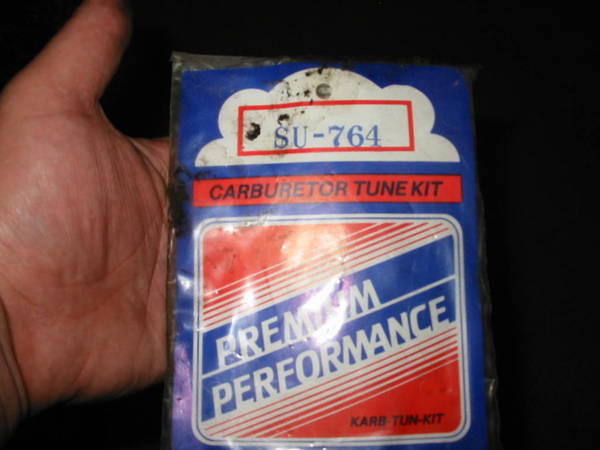 SU-764
CARBURETOR TUNE KIT
PREMIUM
PERFORMANCE
KARB-TUN-KIT